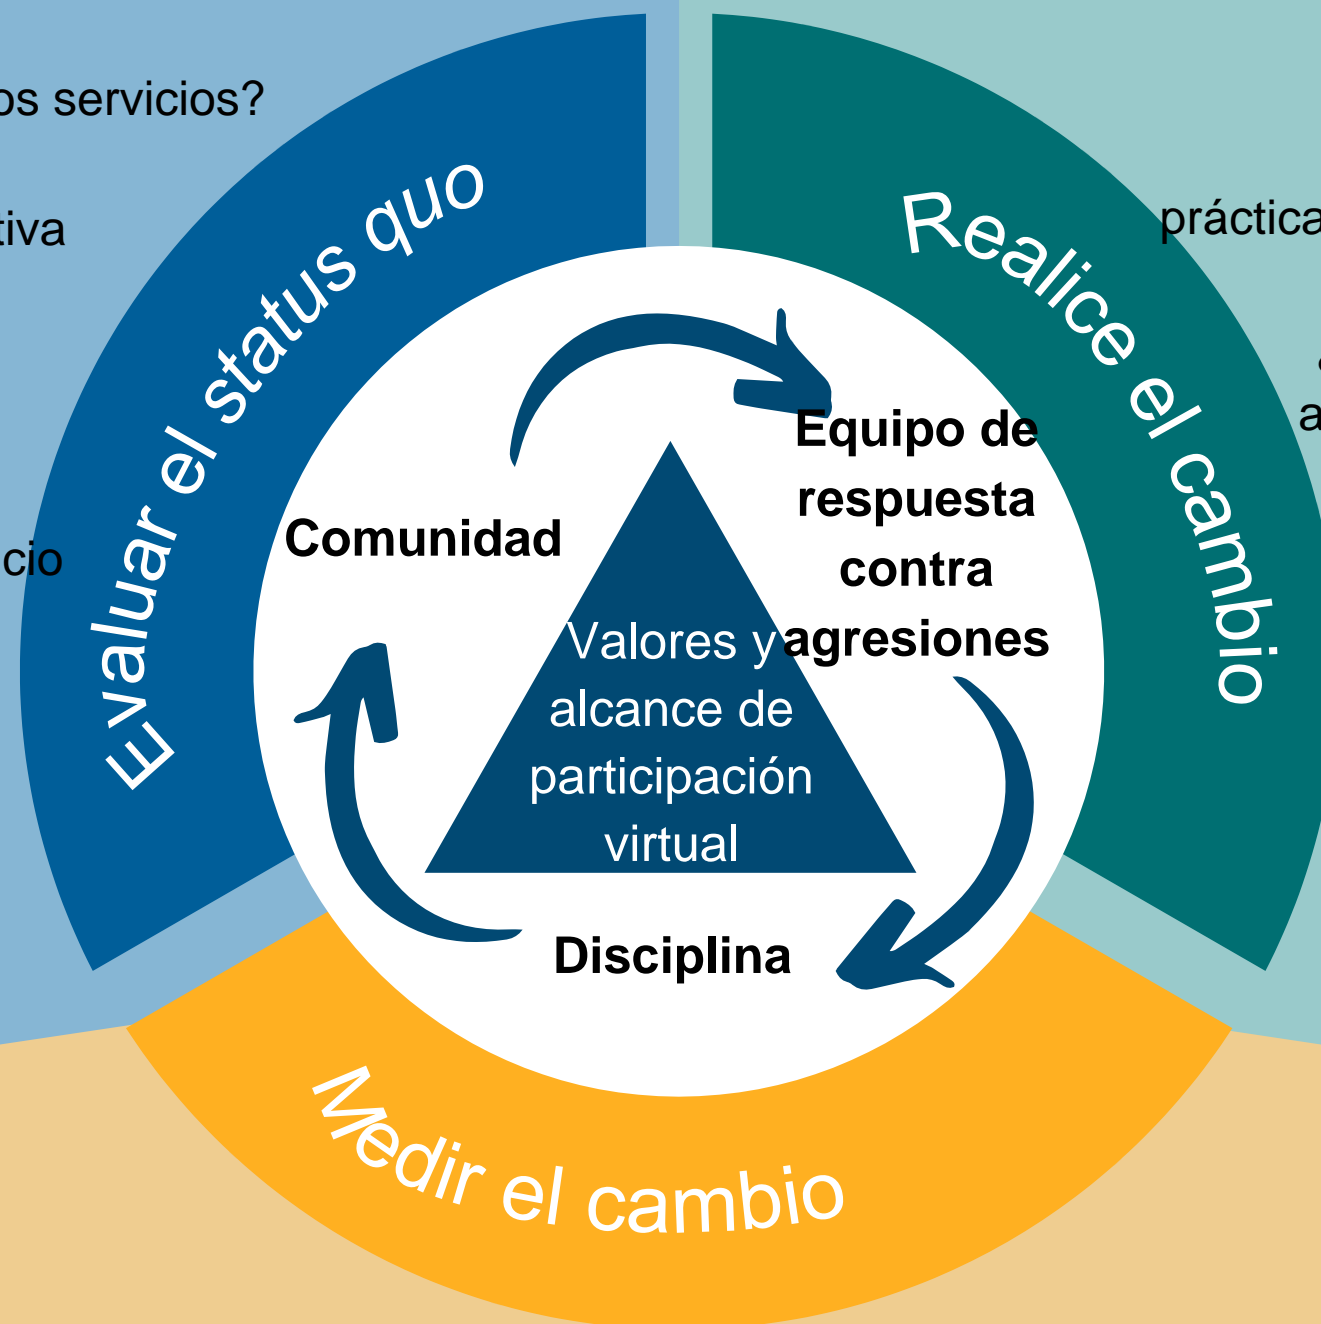 os servicios?
tiva
cio
Evaluar el status quo
Realice el cambio
práctica
a
Comunidad
Equipo de
respuesta
contra
agresiones
Valores y
alcance de
participación
virtual
Disciplina
Medir el cambio